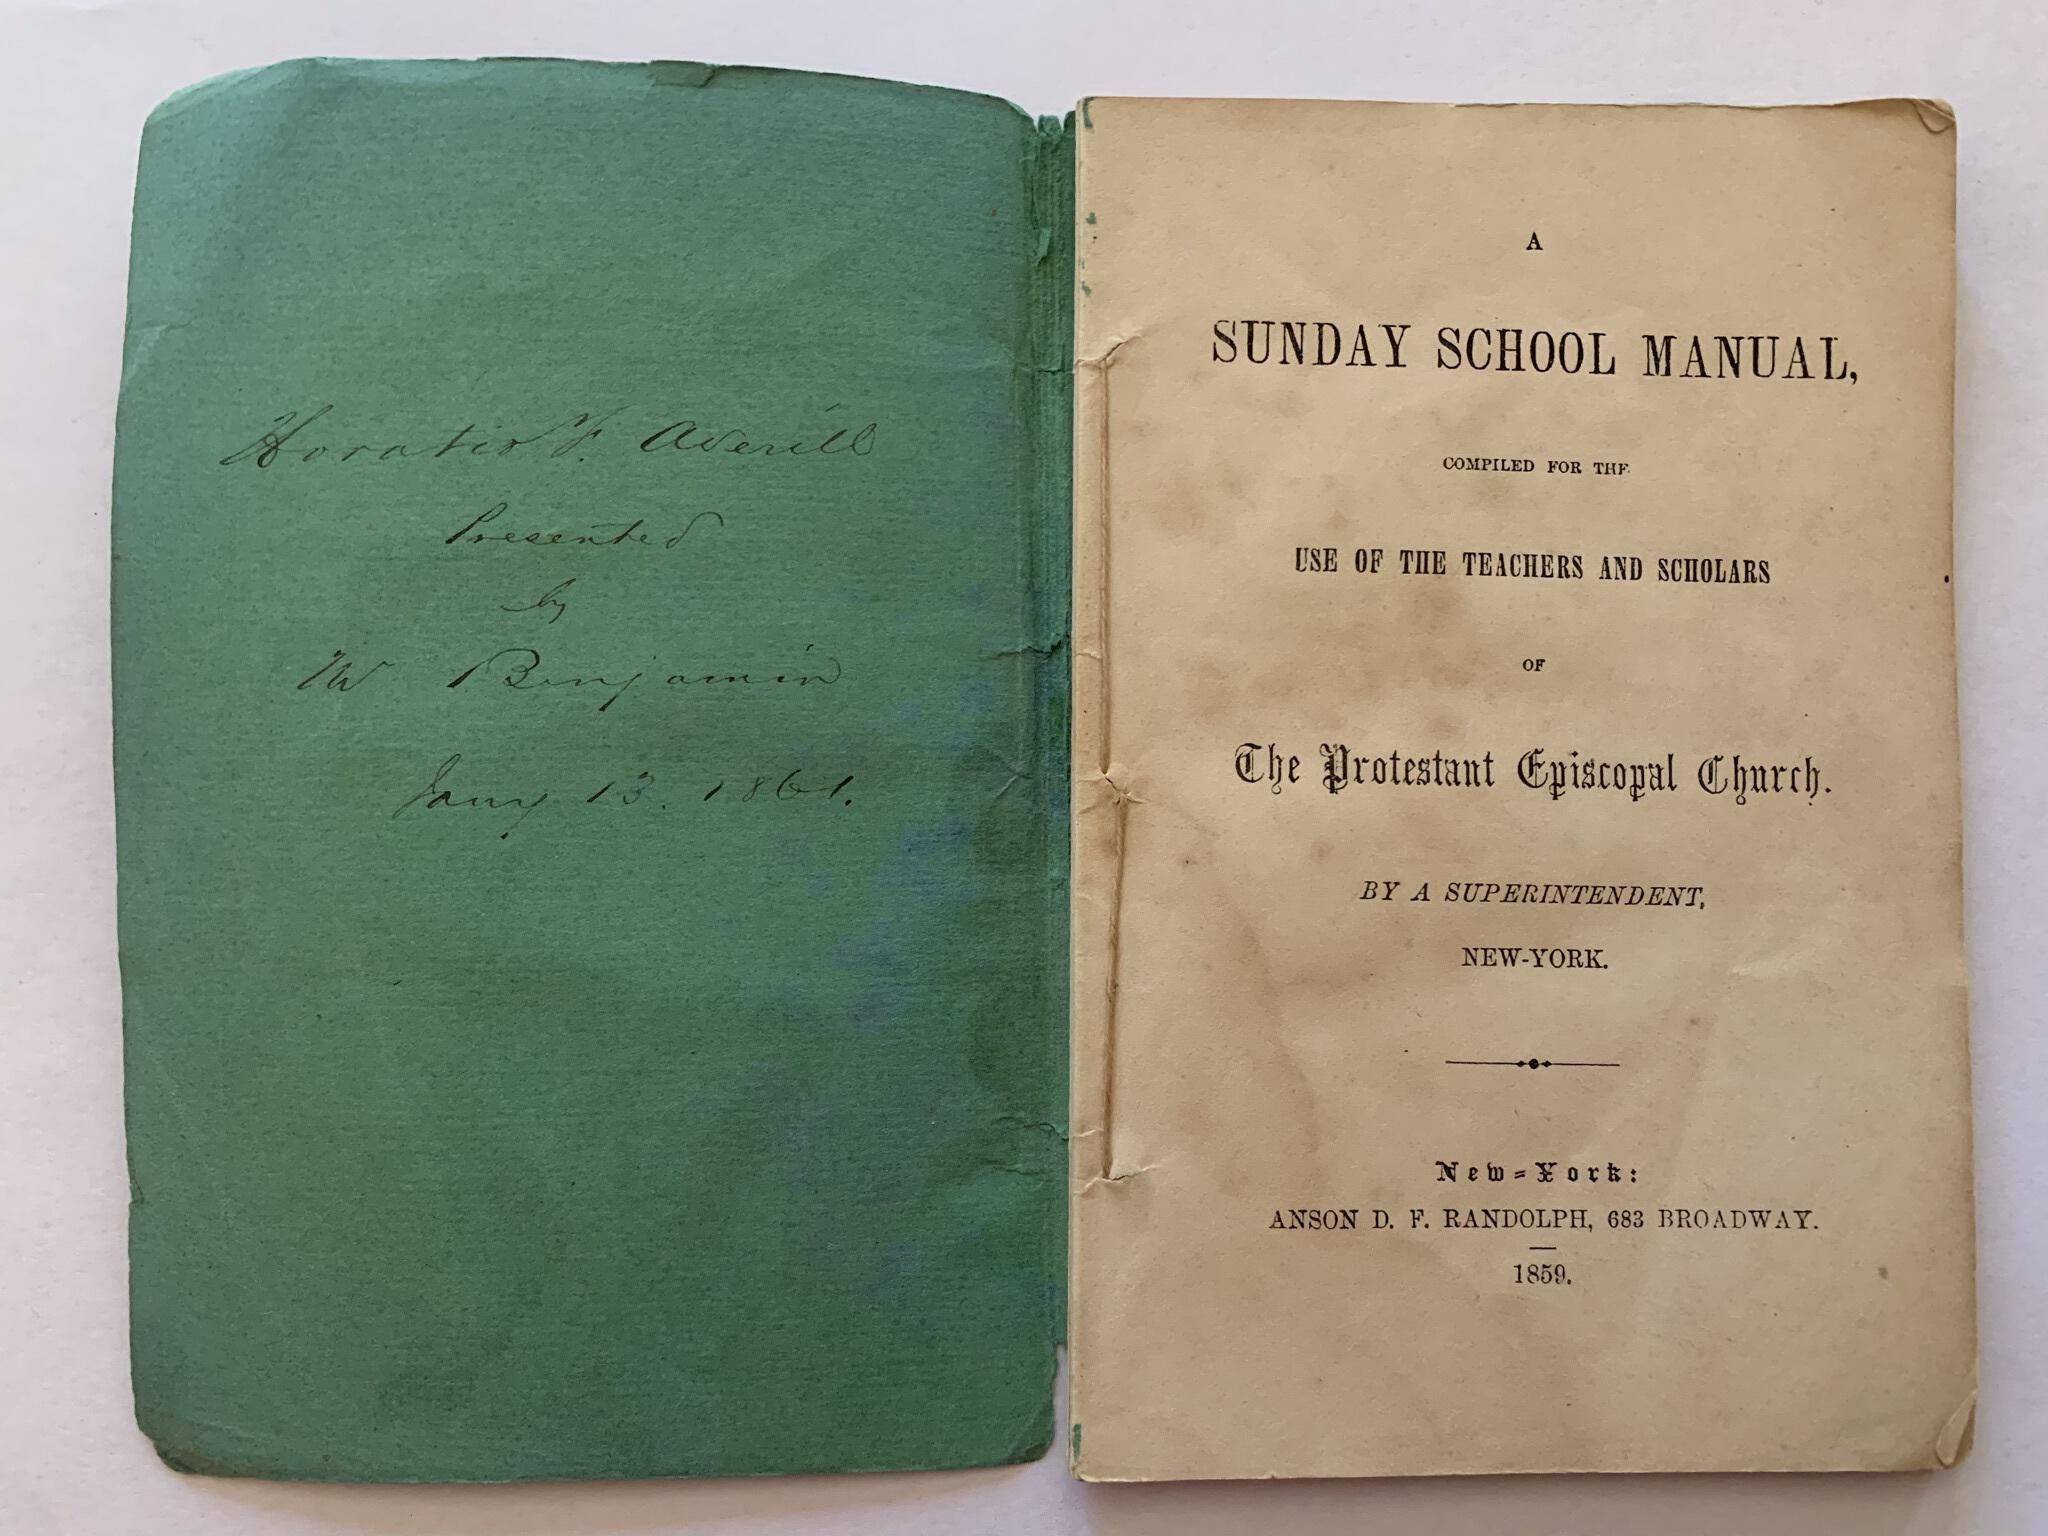 Horatio F. Averill
Presented
by
W Benjamin
Jany 13. 1861.
A
SUNDAY SCHOOL MANUAL,
COMPILED FOR THE
USE OF THE TEACHERS AND SCHOLARS
OF
The Protestant Episcopal Church.
BY A SUPERINTENDENT,
NEW-YORK.
New-York:
ANSON D. F. RANDOLPH, 683 BROADWAY.
1859.